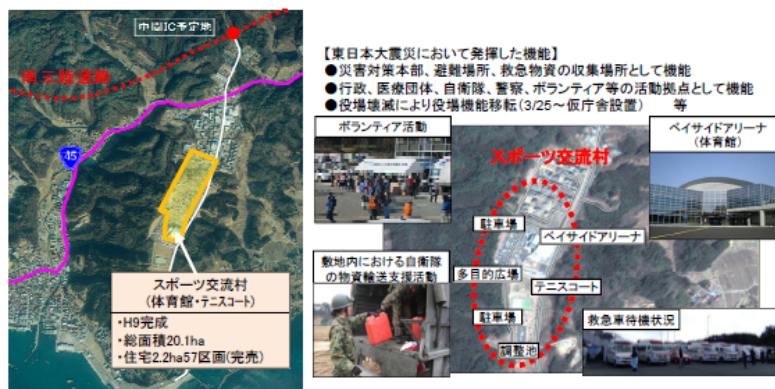 中間IC予定地
南三陸道路
45
スポーツ交流村
(体育館・テニスコート)
・H9完成
・総面積20.1ha
・住宅2.2ha57区画(完売)
【東日本大震災において発揮した機能】
●災害対策本部、避難場所、救急物資の収集場所として機能
●行政、医療団体、自衛隊、警察、ボランティア等の活動拠点として機能
●役場壊滅により役場機能移転(3/25～仮庁舎設置) 等
ボランティア活動
スポーツ交流村
ベイサイドアリーナ
(体育館)
駐車場
ベイサイドアリーナ
敷地内における自衛隊
の物資輸送支援活動
多目的広場
テニスコート
駐車場
調整池
救急車待機状況